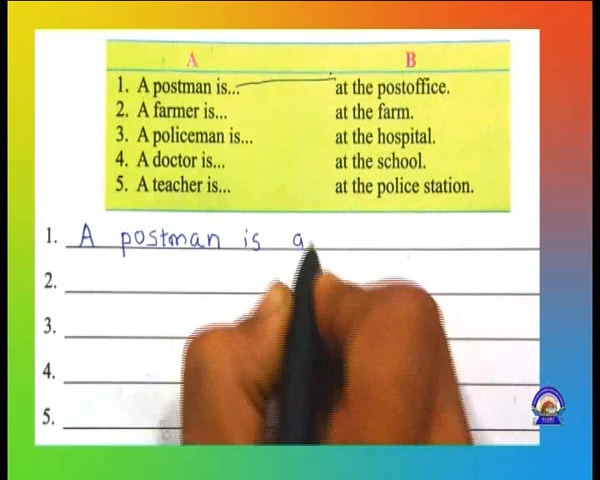 A B
1. A postman is... at the postoffice.
2. A farmer is... at the farm.
3. A policeman is... at the hospital.
4. A doctor is... at the school.
5. A teacher is... at the police station.
1. A postman is a
2.
3.
4.
5.